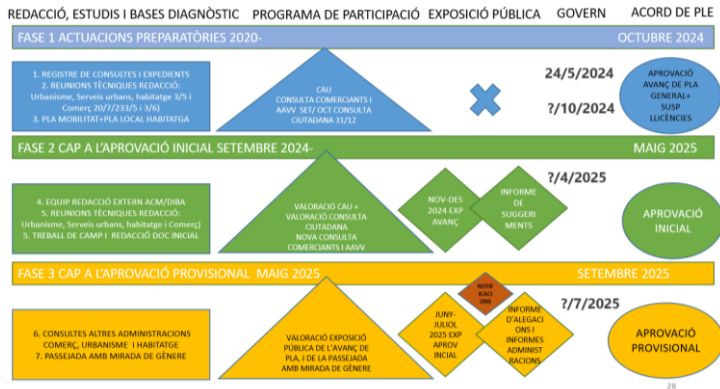 REDACCIÓ, ESTUDIS I BASES DIAGNÒSTIC PROGRAMA DE PARTICIPACIÓ EXPOSICIÓ PÚBLICA GOVERN ACORD DE PLE
FASE 1 ACTUACIONS PREPARATÒRIES 2020- OCTUBRE 2024
1. REGISTRE DE CONSULTES I EXPEDIENTS
2. REUNIONS TÈCNIQUES REDACCIÓ:
Urbanisme, Serveis urbans, habitatge 3/5 i
Comerç 20/7/233/5 i 3/6)
3. PLA MOBILITAT+PLA LOCAL HABITATGA
CAU
CONSULTA COMERCIANTS I
AAVV SET/ OCT CONSULTA
CIUTADANA 31/12
24/5/2024
?/10/2024
APROVACIÓ
AVANÇ DE PLA
GENERAL+
SUSP
LLICÈNCIES
FASE 2 CAP A L'APROVACIÓ INICIAL SETEMBRE 2024- MAIG 2025
4. EQUIP REDACCIÓ EXTERN ACM/DIBA
5. REUNIONS TÈCNIQUES REDACCIÓ:
Urbanisme, Serveis urbans, habitatge i Comerç)
5. TREBALL DE CAMP I REDACCIÓ DOC INICIAL
VALORACIÓ CAU +
VALORACIÓ CONSULTA
CIUTADANA
NOVA CONSULTA
COMERCIANTS I AAVV
NOV-DES
2024 EXP
AVANÇ
INFORME
DE
SUGGERI
MENTS
?/4/2025
APROVACIÓ
INICIAL
FASE 3 CAP A L'APROVACIÓ PROVISIONAL MAIG 2025 SETEMBRE 2025
6. CONSULTES ALTRES ADMINISTRACIONS
COMERÇ, URBANISME I HABITATGE
7. PASSEJADA AMB MIRADA DE GÈNERE
VALORACIÓ EXPOSICIÓ
PÚBLICA DE L'AVANÇ DE
PLA, I DE LA PASSEJADA
AMB MIRADA DE GÈNERE
NOTIF
ICACI
ONS
JUNY-
JULIOL
2025 EXP
APROV
INCIAL
INFORME
D'ALEGACI
ONS I
INFORMES
ADMINIST
RACIONS
?/7/2025
APROVACIÓ
PROVISIONAL
28